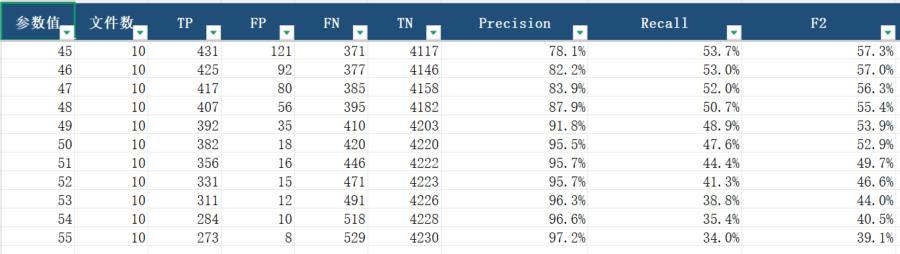 参数值 文件数 TP FP FN TN Precision Recall F2
45 10 431 121 371 4117 78.1% 53.7% 57.3%
46 10 425 92 377 4146 82.2% 53.0% 57.0%
47 10 417 80 385 4158 83.9% 52.0% 56.3%
48 10 407 56 395 4182 87.9% 50.7% 55.4%
49 10 392 35 410 4203 91.8% 48.9% 53.9%
50 10 382 18 420 4220 95.5% 47.6% 52.9%
51 10 356 16 446 4222 95.7% 44.4% 49.7%
52 10 331 15 471 4223 95.7% 41.3% 46.6%
53 10 311 12 491 4226 96.3% 38.8% 44.0%
54 10 284 10 518 4228 96.6% 35.4% 40.5%
55 10 273 8 529 4230 97.2% 34.0% 39.1%